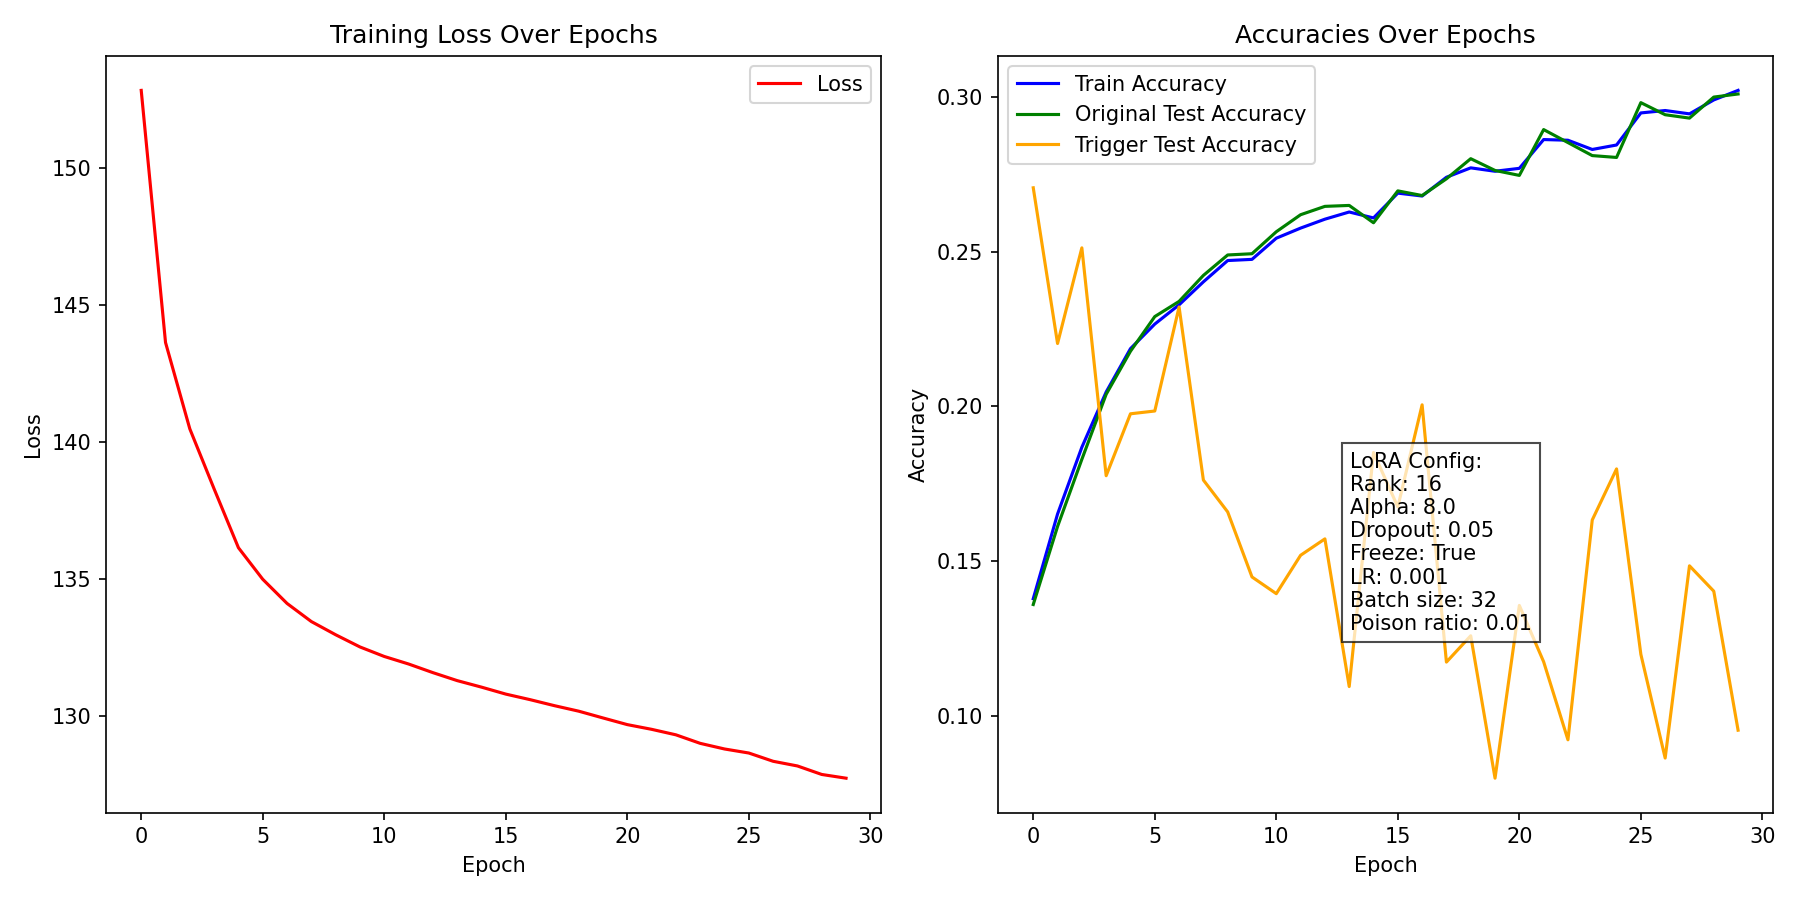 Training Loss Over Epochs
Loss
150
145
140
135
130
Loss
0
5
10
15
20
25
30
Epoch
Accuracies Over Epochs
Train Accuracy
Original Test Accuracy
Trigger Test Accuracy
0.30
0.25
0.20
0.15
0.10
Accuracy
LoRA Config:
Rank: 16
Alpha: 8.0
Dropout: 0.05
Freeze: True
LR: 0.001
Batch size: 32
Poison ratio: 0.01
0
5
10
15
20
25
30
Epoch